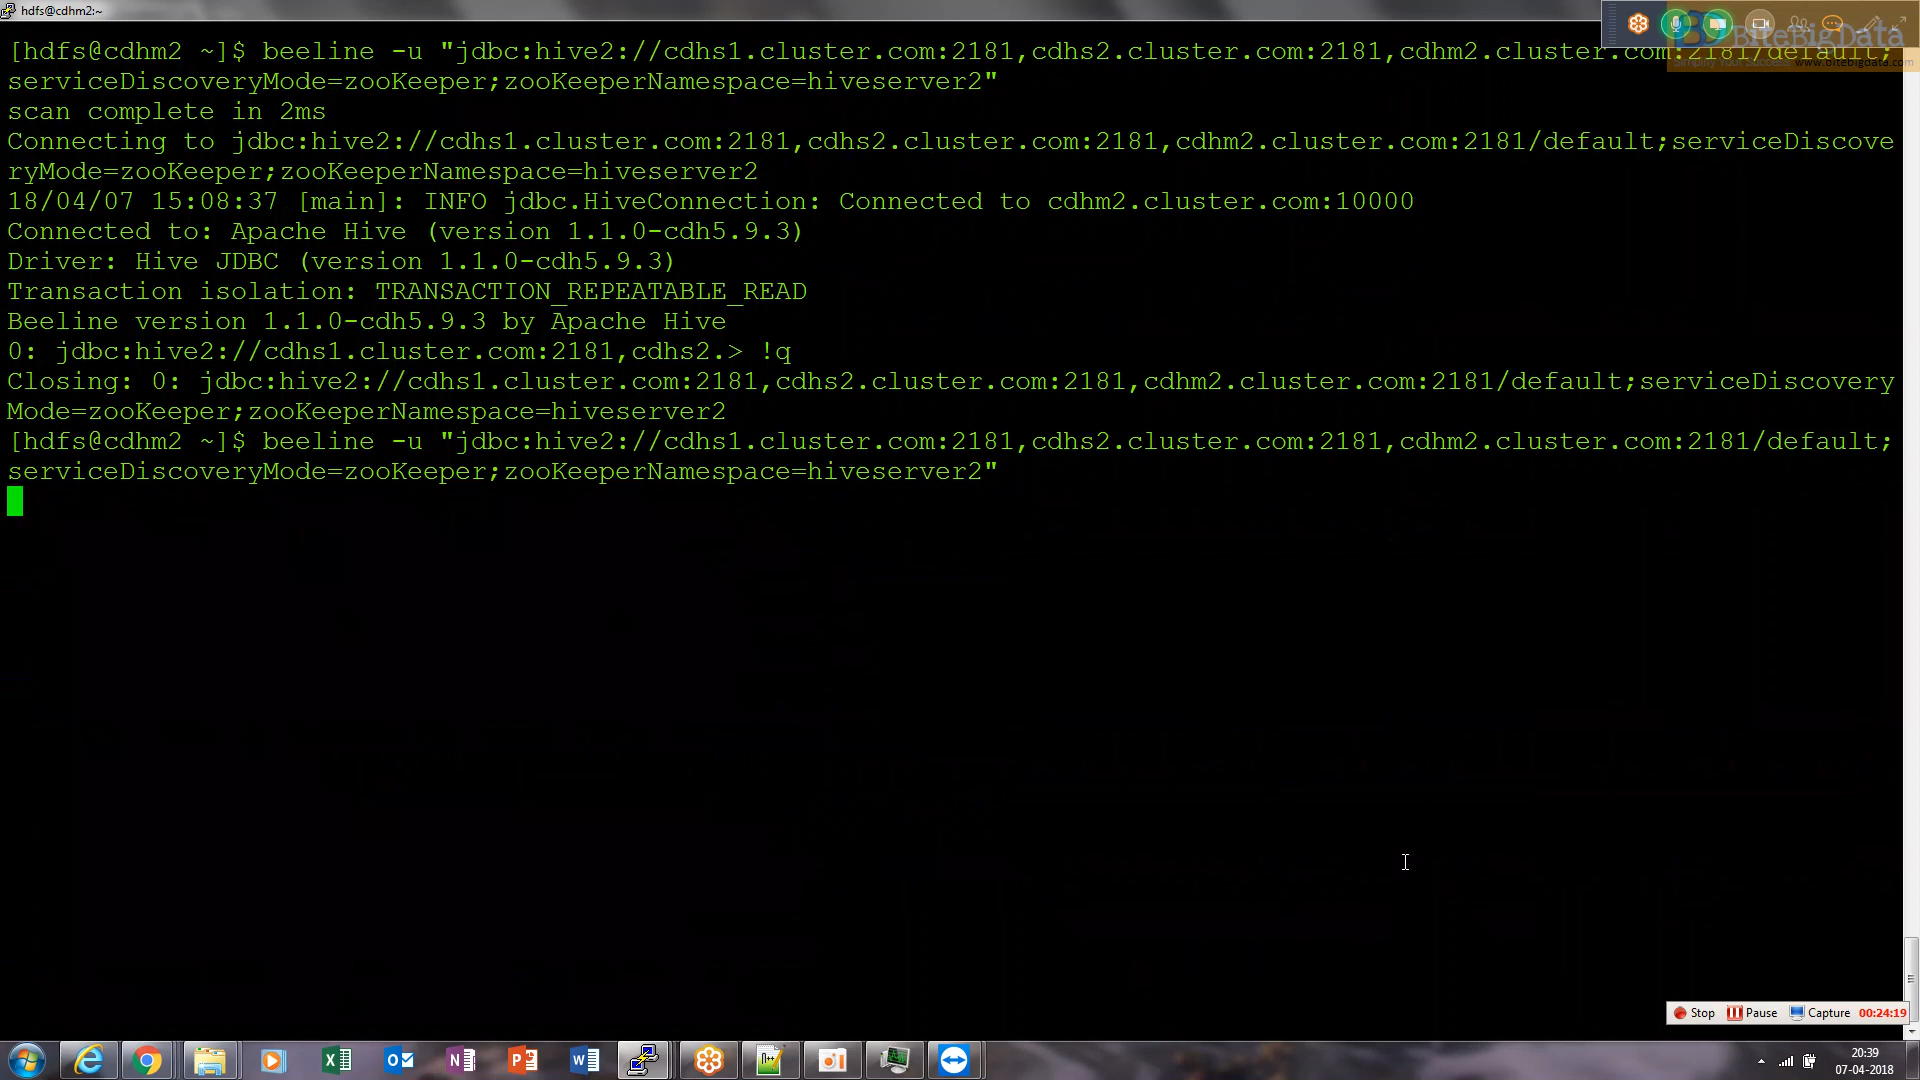 hdfs@cdhm2:~
BiteBigData
www.bitebigdata.com
[hdfs@cdhm2 ~]$ beeline -u "jdbc:hive2://cdhs1.cluster.com:2181,cdhs2.cluster.com:2181,cdhm2.cluster.com:2181/default;
serviceDiscoveryMode=zooKeeper;zooKeeperNamespace=hiveserver2"
scan complete in 2ms
Connecting to jdbc:hive2://cdhs1.cluster.com:2181,cdhs2.cluster.com:2181,cdhm2.cluster.com:2181/default;serviceDiscove
ryMode=zooKeeper;zooKeeperNamespace=hiveserver2
18/04/07 15:08:37 [main]: INFO jdbc.HiveConnection: Connected to cdhm2.cluster.com:10000
Connected to: Apache Hive (version 1.1.0-cdh5.9.3)
Driver: Hive JDBC (version 1.1.0-cdh5.9.3)
Transaction isolation: TRANSACTION_REPEATABLE_READ
Beeline version 1.1.0-cdh5.9.3 by Apache Hive
0: jdbc:hive2://cdhs1.cluster.com:2181,cdhs2.> !q
Closing: 0: jdbc:hive2://cdhs1.cluster.com:2181,cdhs2.cluster.com:2181,cdhm2.cluster.com:2181/default;serviceDiscovery
Mode=zooKeeper;zooKeeperNamespace=hiveserver2
[hdfs@cdhm2 ~]$ beeline -u "jdbc:hive2://cdhs1.cluster.com:2181,cdhs2.cluster.com:2181,cdhm2.cluster.com:2181/default;
serviceDiscoveryMode=zooKeeper;zooKeeperNamespace=hiveserver2"
Stop Pause Capture 00:24:19
20:39
07-04-2018